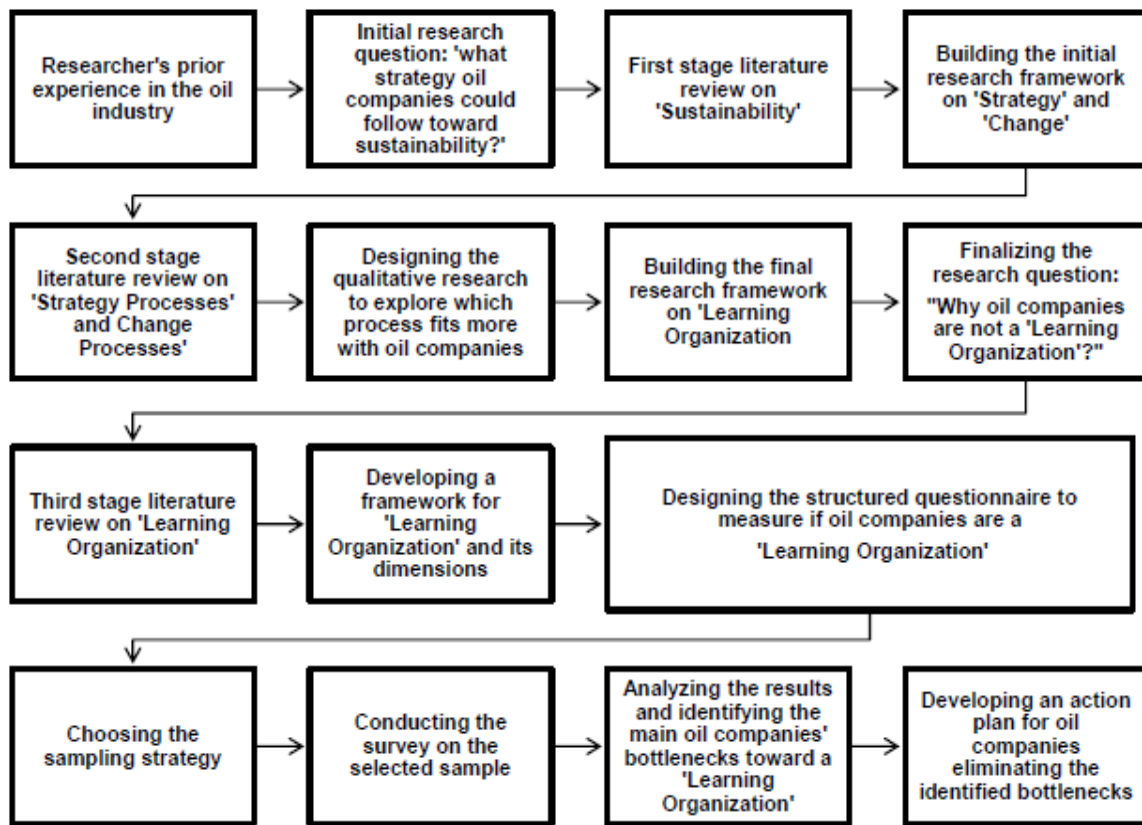 Researcher's prior
experience in the oil
industry
Initial research
question: 'what
strategy oil
companies could
follow toward
sustainability?'
First stage literature
review on
'Sustainability'
Building the initial
research framework
on 'Strategy' and
'Change'
Second stage
literature review on
'Strategy Processes'
and Change
Processes'
Designing the
qualitative research
to explore which
process fits more
with oil companies
Building the final
research framework
on 'Learning
Organization
Finalizing the
research question:
"Why oil companies
are not a 'Learning
Organization'?"
Third stage literature
review on 'Learning
Organization'
Developing a
framework for
'Learning
Organization' and its
dimensions
Designing the structured questionnaire to
measure if oil companies are a
'Learning Organization'
Choosing the
sampling strategy
Conducting the
survey on the
selected sample
Analyzing the results
and identifying the
main oil companies'
bottlenecks toward a
'Learning
Organization'
Developing an action
plan for oil
companies
eliminating the
identified bottlenecks